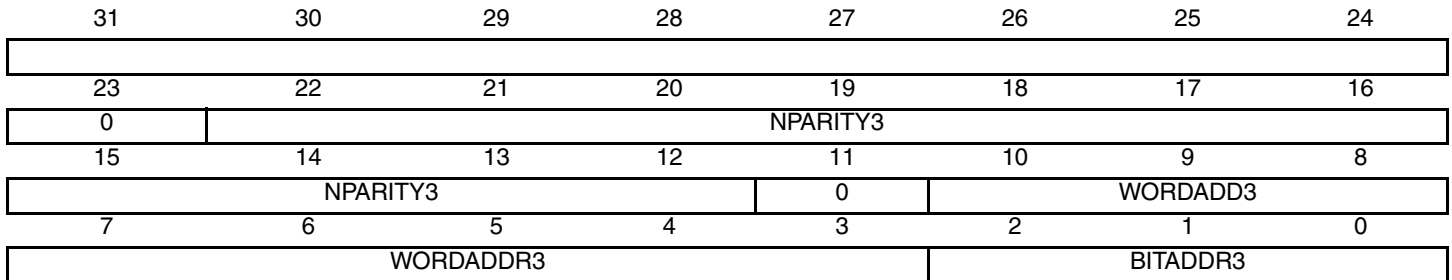 31 30 29 28 27 26 25 24
23 22 21 20 19 18 17 16
0 NPARITY3
15 14 13 12 11 10 9 8
NPARITY3 0 WORDADD3
7 6 5 4 3 2 1 0
WORDADDR3 BITADDR3